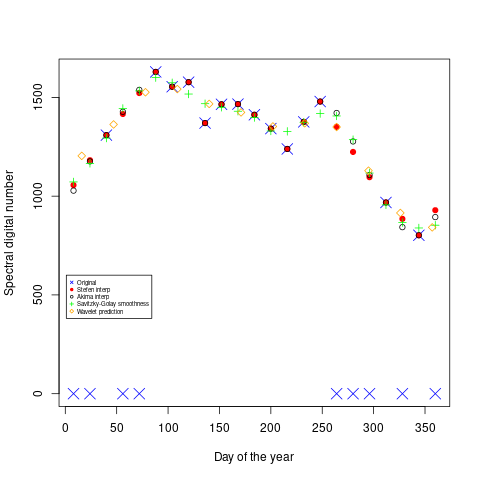 Spectral digital number
1500
1000
500
0
Original
Stefen interp
Akima interp
Savitzky-Golay smoothness
Wavelet prediction
0 50 100 150 200 250 300 350
Day of the year